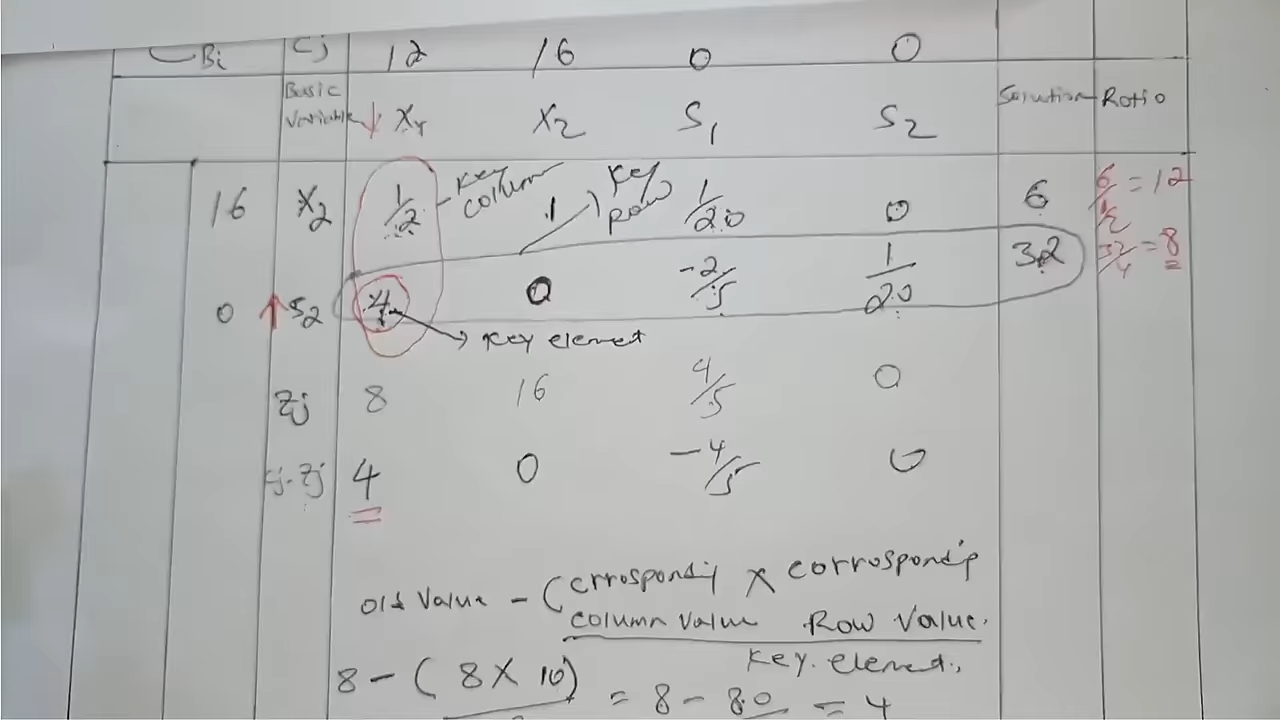 Bi Cj 12 16 0 0
Basic Variable X1 X2 S1 S2 Solution Ratio
16 X2 1/2 Key column 1 Key Row 1/20 0 6 6/1/2 = 12
0 S2 4 0 -2/5 1/20 32 32/4 = 8
Key element
Zj 8 16 4/5 0
Cj-Zj 4 0 -4/5 0
Old Value - (
corresponding column value × corresponding Row Value.
Key element.
8 - ( 8 X 10 ) = 8 - 80 = 4